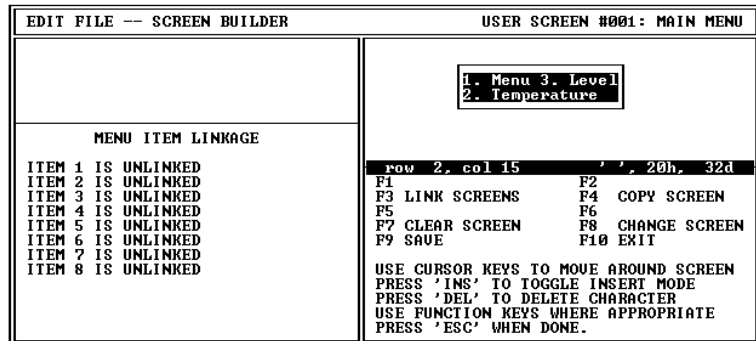 EDIT FILE -- SCREEN BUILDER
USER SCREEN #001: MAIN MENU
MENU ITEM LINKAGE
ITEM 1 IS UNLINKED
ITEM 2 IS UNLINKED
ITEM 3 IS UNLINKED
ITEM 4 IS UNLINKED
ITEM 5 IS UNLINKED
ITEM 6 IS UNLINKED
ITEM 7 IS UNLINKED
ITEM 8 IS UNLINKED
1. Menu 3. Level
2. Temperature
row 2, col 15 ' ', 20h, 32d
F1 F2
F3 LINK SCREENS F4 COPY SCREEN
F5 F6
F7 CLEAR SCREEN F8 CHANGE SCREEN
F9 SAVE F10 EXIT
USE CURSOR KEYS TO MOVE AROUND SCREEN
PRESS 'INS' TO TOGGLE INSERT MODE
PRESS 'DEL' TO DELETE CHARACTER
USE FUNCTION KEYS WHERE APPROPRIATE
PRESS 'ESC' WHEN DONE.